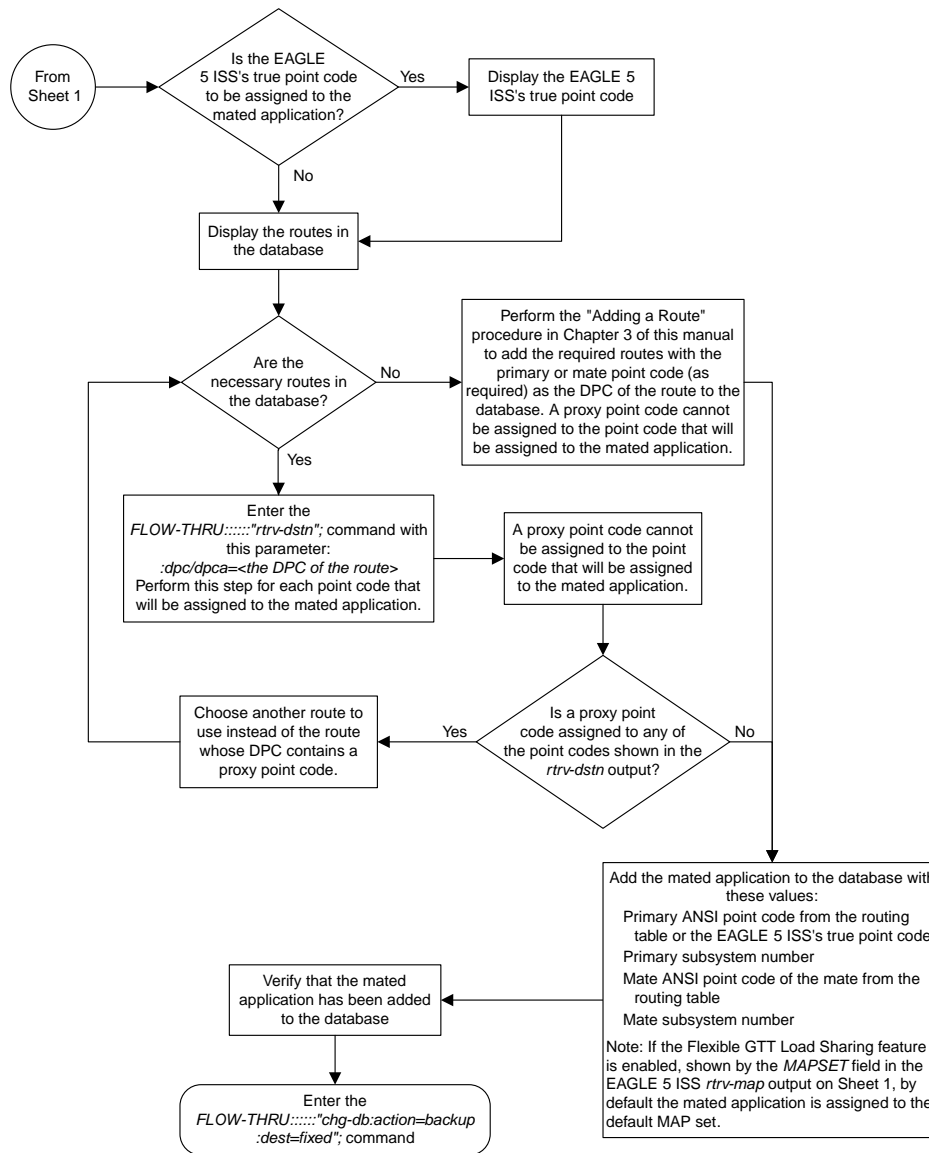 From
Sheet 1
Is the EAGLE
5 ISS's true point code
to be assigned to the
mated application?
Yes
Display the EAGLE 5
ISS's true point code
No
Display the routes in
the database
Are the
necessary routes in
the database?
No
Perform the "Adding a Route"
procedure in Chapter 3 of this manual
to add the required routes with the
primary or mate point code (as
required) as the DPC of the route to the
database. A proxy point code cannot
be assigned to the point code that will
be assigned to the mated application.
Yes
Enter the
FLOW-THRU::::::"rtrv-dstn"; command with
this parameter:
:dpc/dpca=<the DPC of the route>
Perform this step for each point code that
will be assigned to the mated application.
A proxy point code cannot
be assigned to the point
code that will be assigned
to the mated application.
Is a proxy point
code assigned to any of
the point codes shown in the
rtrv-dstn output?
Yes
No
Choose another route to
use instead of the route
whose DPC contains a
proxy point code.
Add the mated application to the database with
these values:
Primary ANSI point code from the routing
table or the EAGLE 5 ISS's true point code
Primary subsystem number
Mate ANSI point code of the mate from the
routing table
Mate subsystem number
Note: If the Flexible GTT Load Sharing feature
is enabled, shown by the MAPSET field in the
EAGLE 5 ISS rtrv-map output on Sheet 1, by
default the mated application is assigned to the
default MAP set.
Verify that the mated
application has been added
to the database
Enter the
FLOW-THRU::::::"chg-db:action=backup
:dest=fixed"; command